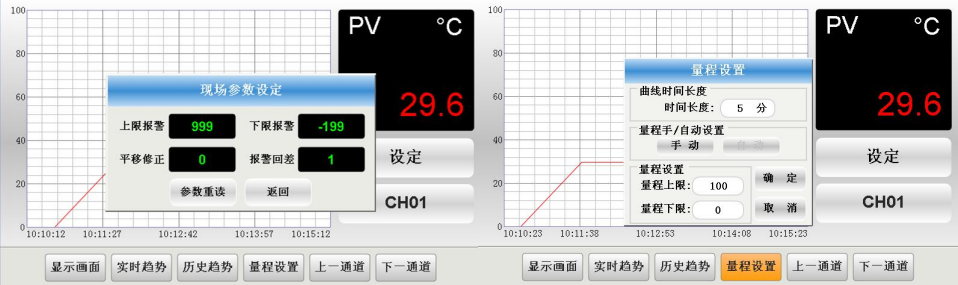 100
80
60
40
20
0
10:10:12 10:11:27 10:12:42 10:13:57 10:15:12
现场参数设定
上限报警 999 下限报警 -199
平移修正 0 报警回差 1
参数重读 返回
PV °C
29.6
设定
CH01
显示画面 实时趋势 历史趋势 量程设置 上一通道 下一通道
100
80
60
40
20
0
10:10:23 10:11:38 10:12:53 10:14:08 10:15:23
量程设置
曲线时间长度
时间长度: 5 分
量程手/自动设置
手 动 自 动
量程设置
量程上限: 100 确 定
量程下限: 0 取 消
PV °C
29.6
设定
CH01
显示画面 实时趋势 历史趋势 量程设置 上一通道 下一通道